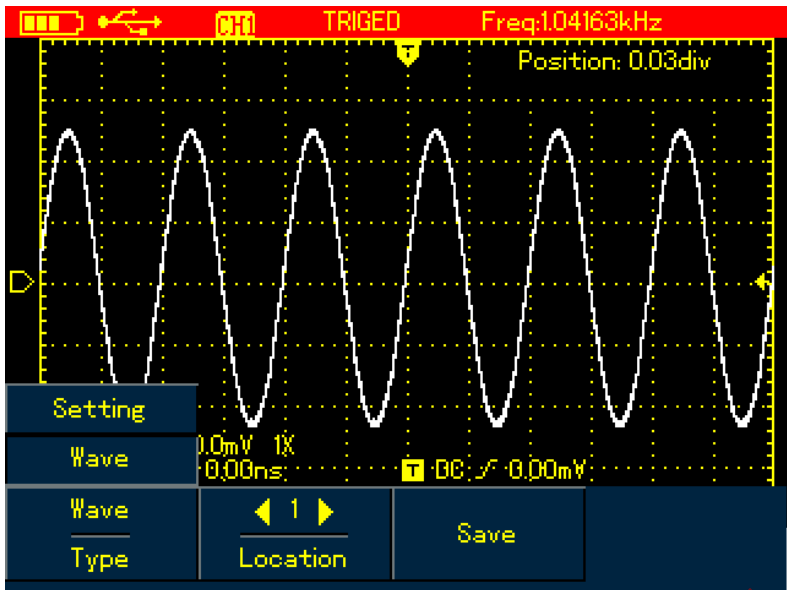 CH1 TRIGED Freq:1.04163kHz
T
Position: 0.03div
Setting
Wave
0.0mV 1X
0.00ns T DC 0.00mV
Wave 1 Save
Type Location